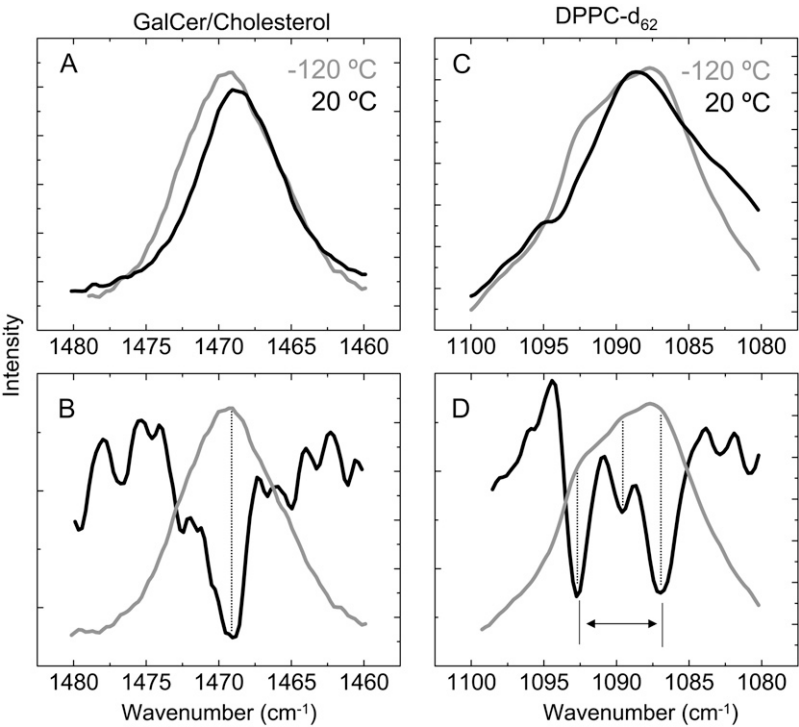 GalCer/Cholesterol
DPPC-d62
A
-120 ºC
20 ºC
C
-120 ºC
20 ºC
1480 1475 1470 1465 1460
1100 1095 1090 1085 1080
Intensity
B
D
1480 1475 1470 1465 1460
1100 1095 1090 1085 1080
Wavenumber (cm-1)
Wavenumber (cm-1)